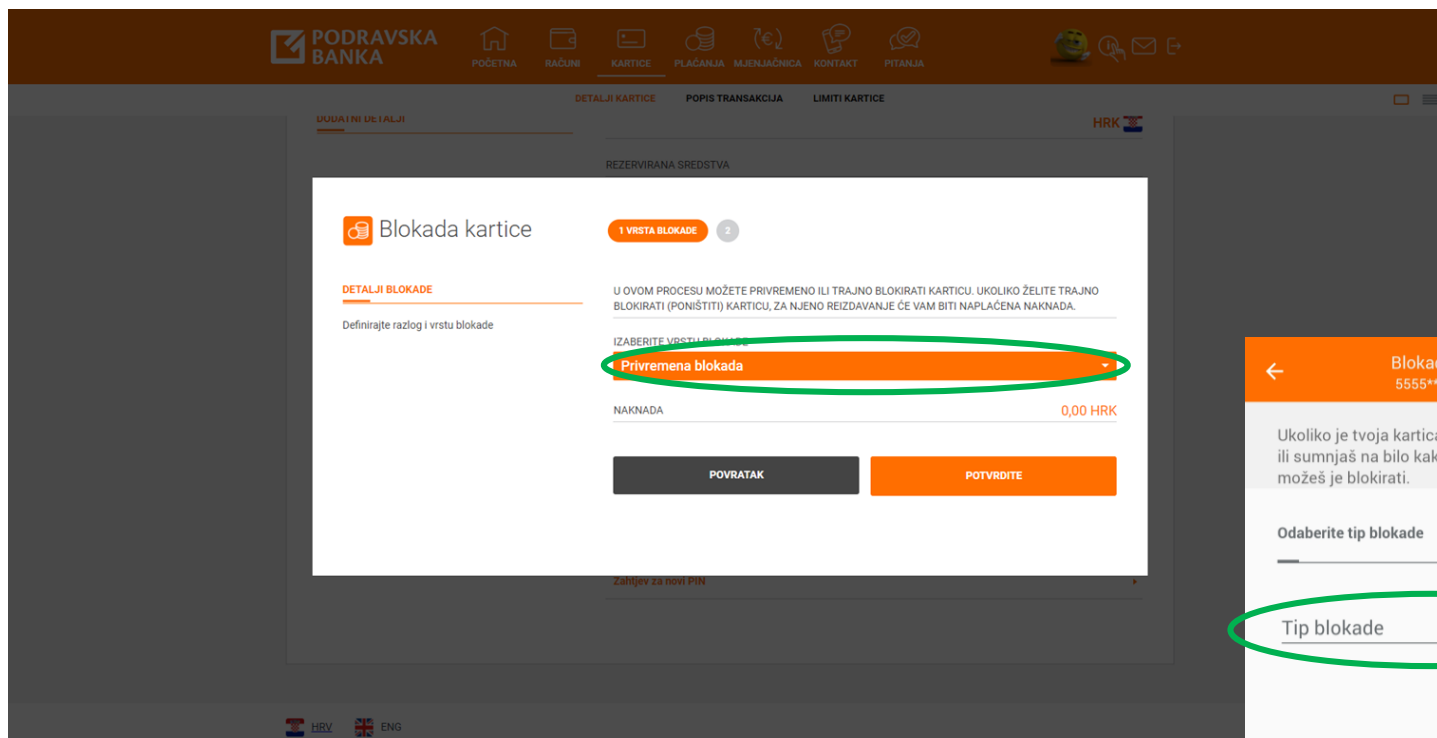 PODRAVSKA
BANKA
POČETNA RAČUNI KARTICE PLAĆANJA MJENJAČNICA KONTAKT PITANJA
DETALJI KARTICE POPIS TRANSAKCIJA LIMITI KARTICE
DODATNI DETALJI
HRK
REZERVIRANA SREDSTVA
Blokada kartice
1 VRSTA BLOKADE 2
DETALJI BLOKADE
Definirajte razlog i vrstu blokade
U OVOM PROCESU MOŽETE PRIVREMENO ILI TRAJNO BLOKIRATI KARTICU. UKOLIKO ŽELITE TRAJNO
BLOKIRATI (PONIŠTITI) KARTICU, ZA NJENO REIZDAVANJE ĆE VAM BITI NAPLAĆENA NAKNADA.
IZABERITE VRSTU BLOKADE
Privremena blokada
NAKNADA 0,00 HRK
POVRATAK POTVRDITE
Zahtjev za novi PIN
HRV ENG
Bloka
5555**
Ukoliko je tvoja kartica
ili sumnjaš na bilo kak
možeš je blokirati.
Odaberite tip blokade
Tip blokade